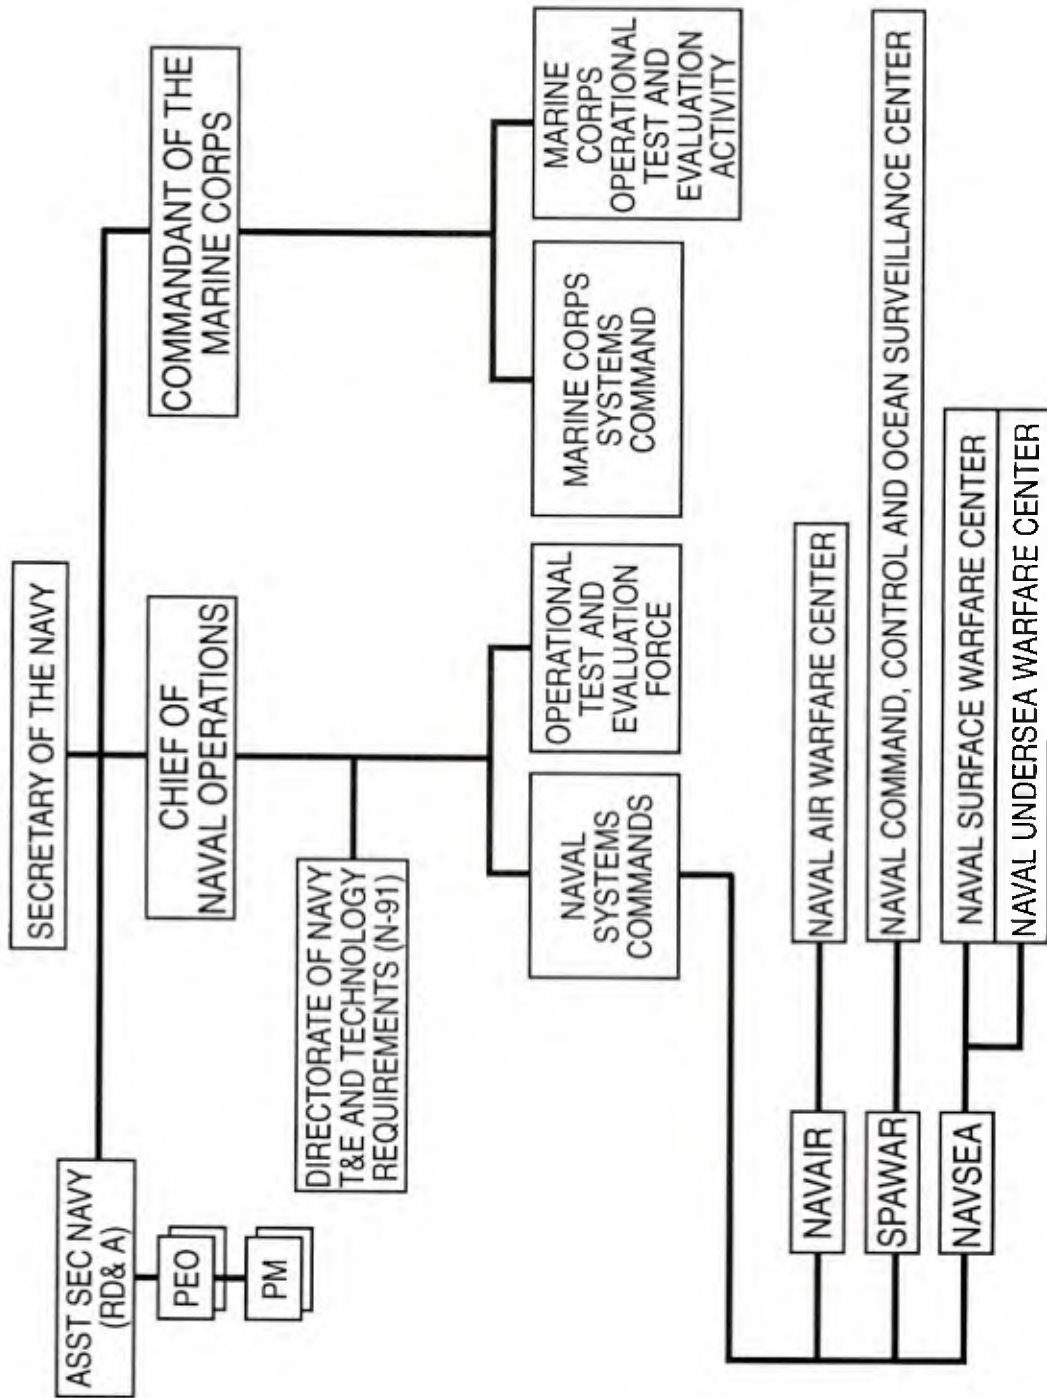 SECRETARY OF THE NAVY
ASST SEC NAVY
(RD& A)
PEO
PM
CHIEF OF
NAVAL OPERATIONS
COMMANDANT OF THE
MARINE CORPS
DIRECTORATE OF NAVY
T&E AND TECHNOLOGY
REQUIREMENTS (N-91)
NAVAL
SYSTEMS
COMMANDS
OPERATIONAL
TEST AND
EVALUATION
FORCE
MARINE CORPS
SYSTEMS
COMMAND
MARINE
CORPS
OPERATIONAL
TEST AND
EVALUATION
ACTIVITY
NAVAIR
NAVAL AIR WARFARE CENTER
SPAWAR
NAVAL COMMAND, CONTROL AND OCEAN SURVEILLANCE CENTER
NAVSEA
NAVAL SURFACE WARFARE CENTER
NAVAL UNDERSEA WARFARE CENTER